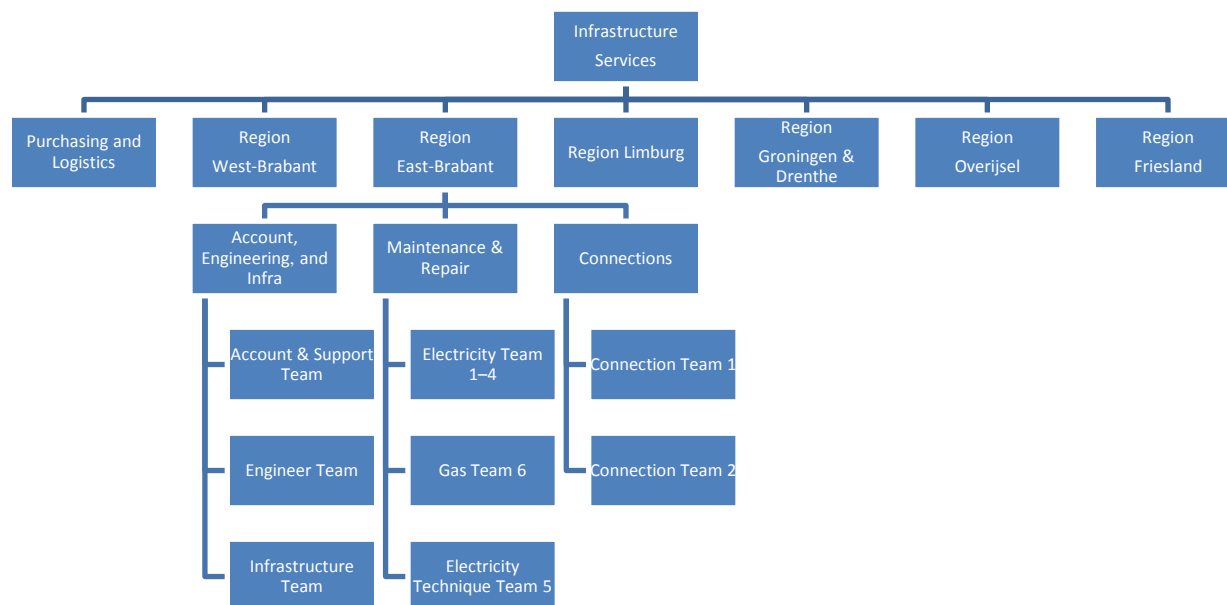 Infrastructure
Services
Purchasing and
Logistics
Region
West-Brabant
Region
East-Brabant
Region Limburg
Region
Groningen &
Drenthe
Region
Overijsel
Region
Friesland
Account,
Engineering, and
Infra
Maintenance &
Repair
Connections
Account & Support
Team
Electricity Team
1–4
Connection Team 1
Engineer Team
Gas Team 6
Connection Team 2
Infrastructure
Team
Electricity
Technique Team 5